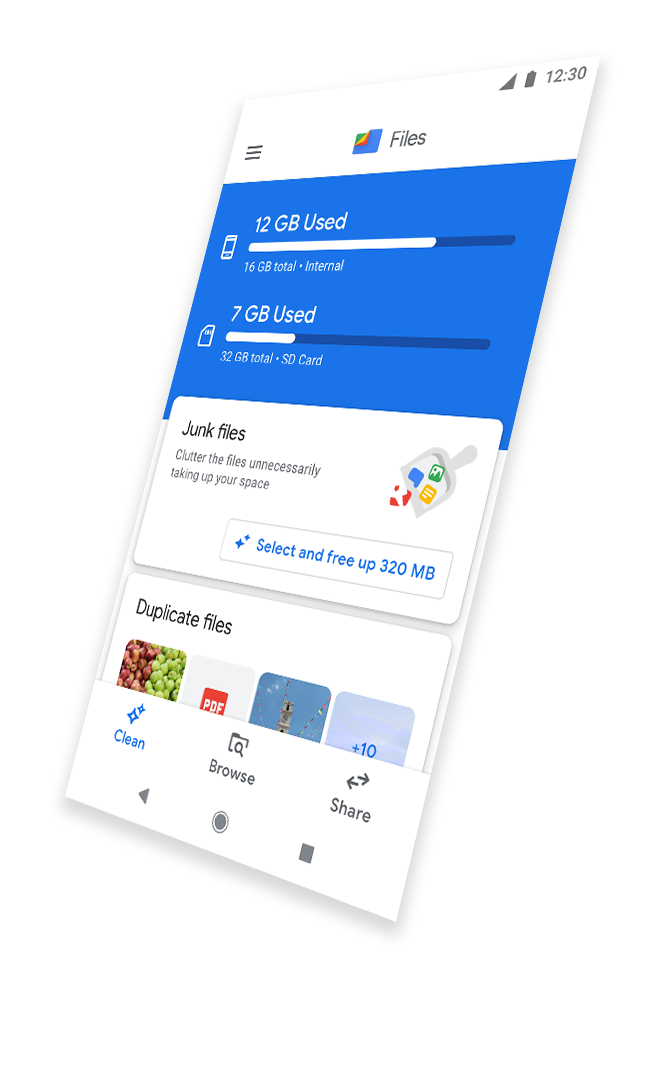 12:30
Files
12 GB Used
16 GB total • Internal
7 GB Used
32 GB total • SD Card
Junk files
Clutter the files unnecessarily
taking up your space
Select and free up 320 MB
Duplicate files
PDF
+10
Clean
Browse
Share